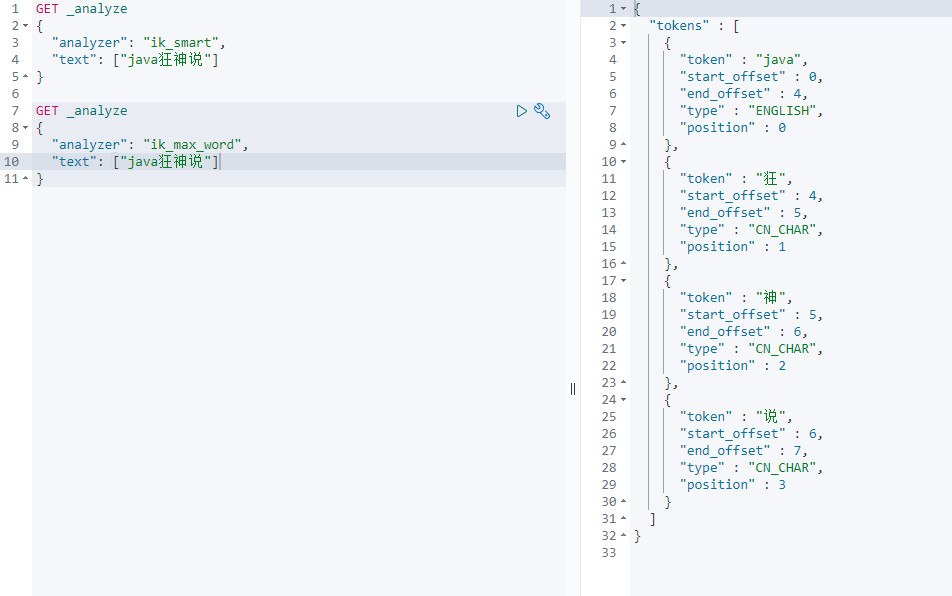 1 GET _analyze
2 {
3 "analyzer": "ik_smart",
4 "text": ["java狂神说"]
5 }
6
7 GET _analyze
8 {
9 "analyzer": "ik_max_word",
10 "text": ["java狂神说"]
11 }
1 {
2 "tokens" : [
3 {
4 "token" : "java",
5 "start_offset" : 0,
6 "end_offset" : 4,
7 "type" : "ENGLISH",
8 "position" : 0
9 },
10 {
11 "token" : "狂",
12 "start_offset" : 4,
13 "end_offset" : 5,
14 "type" : "CN_CHAR",
15 "position" : 1
16 },
17 {
18 "token" : "神",
19 "start_offset" : 5,
20 "end_offset" : 6,
21 "type" : "CN_CHAR",
22 "position" : 2
23 },
24 {
25 "token" : "说",
26 "start_offset" : 6,
27 "end_offset" : 7,
28 "type" : "CN_CHAR",
29 "position" : 3
30 }
31 ]
32 }
33